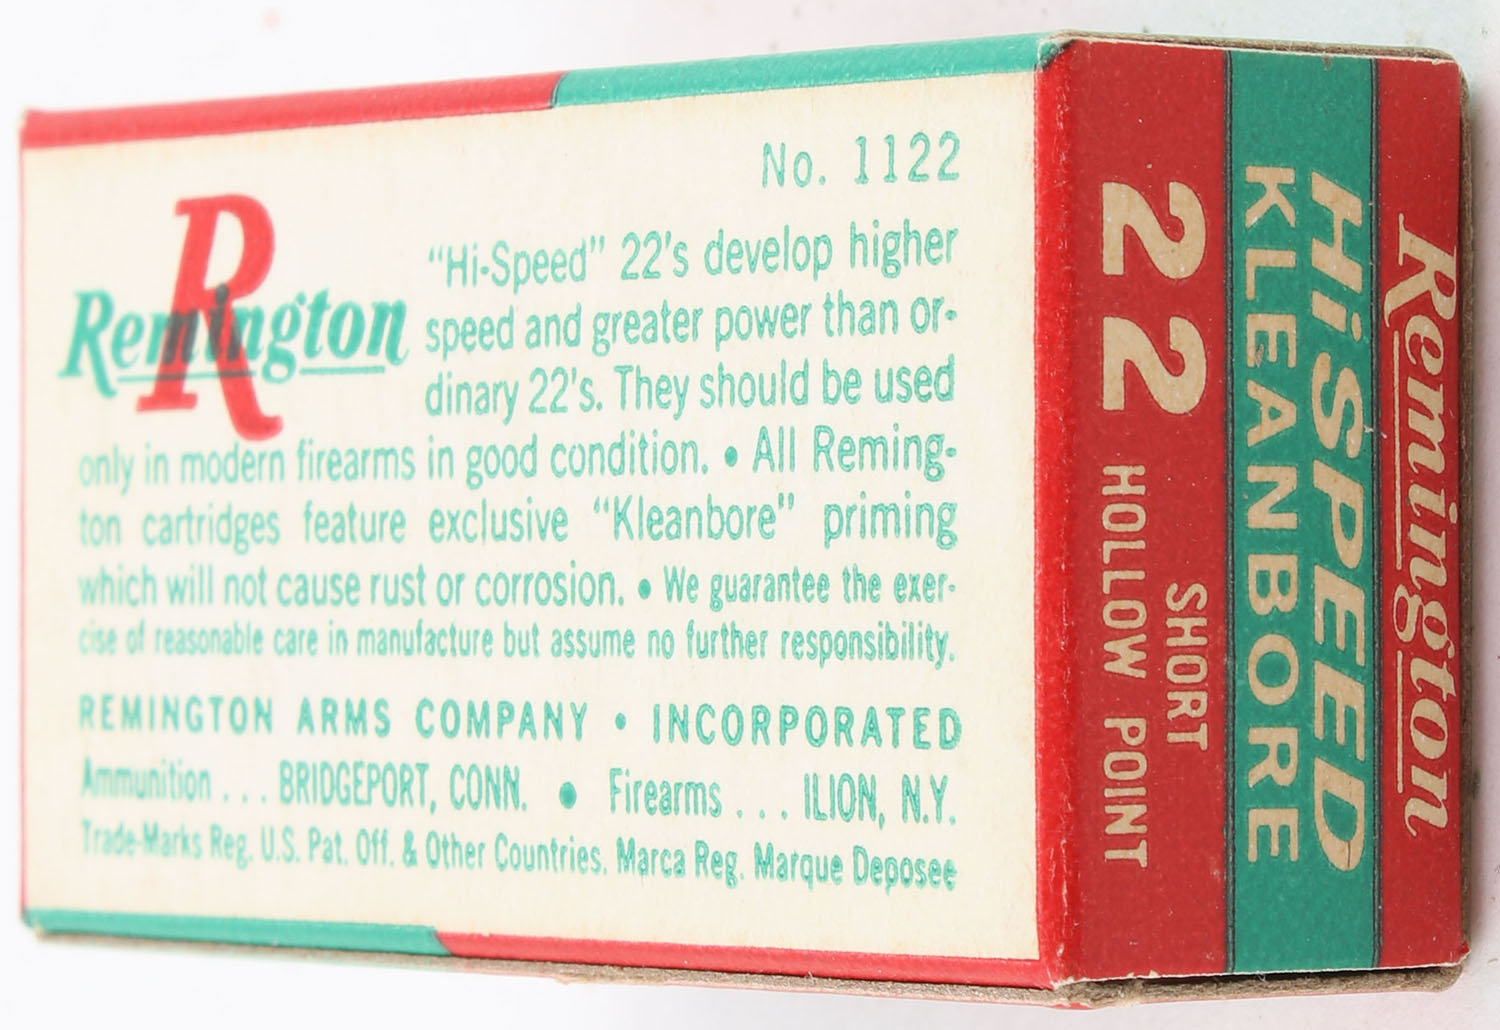 No. 1122
R
Remington
"Hi-Speed" 22's develop higher
speed and greater power than or-
dinary 22's. They should be used
only in modern firearms in good condition. • All Reming-
ton cartridges feature exclusive "Kleanbore" priming
which will not cause rust or corrosion. • We guarantee the exer-
cise of reasonable care in manufacture but assume no further responsibility.
REMINGTON ARMS COMPANY • INCORPORATED
Ammunition . . . BRIDGEPORT, CONN. • Firearms . . . ILION, N.Y.
Trade-Marks Reg. U.S. Pat. Off. & Other Countries. Marca Reg. Marque Deposee
Remington
HiSPEED
KLEANBORE
22 SHORT
HOLLOW POINT